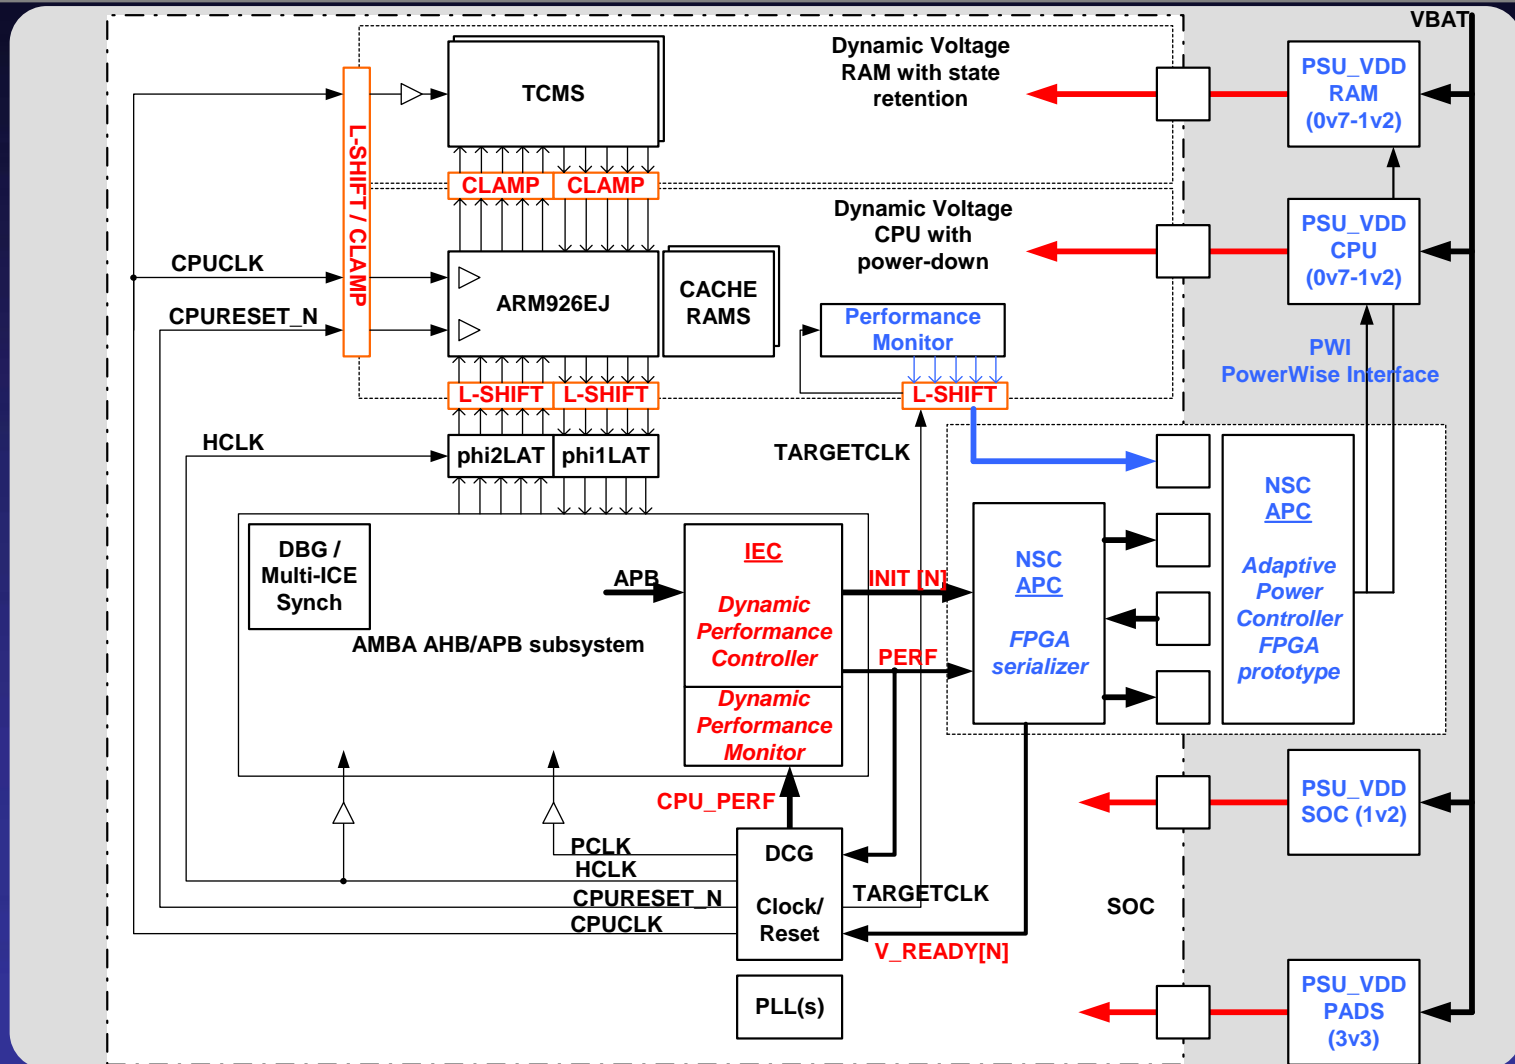 VBAT
Dynamic Voltage
RAM with state
retention
PSU_VDD
RAM
(0v7-1v2)
TCMS
L-SHIFT / CLAMP
CLAMP CLAMP
Dynamic Voltage
CPU with
power-down
PSU_VDD
CPU
(0v7-1v2)
CPUCLK
ARM926EJ
CACHE
RAMS
CPURESET_N
Performance
Monitor
PWI
PowerWise Interface
L-SHIFT L-SHIFT
L-SHIFT
HCLK
phi2LAT phi1LAT
TARGETCLK
DBG /
Multi-ICE
Synch
AMBA AHB/APB subsystem
APB
IEC
Dynamic
Performance
Controller
Dynamic
Performance
Monitor
INIT [N]
PERF
NSC
APC
FPGA
serializer
NSC
APC
Adaptive
Power
Controller
FPGA
prototype
CPU_PERF
PCLK
HCLK
CPURESET_N
CPUCLK
DCG
Clock/
Reset
TARGETCLK
V_READY[N]
SOC
PSU_VDD
SOC (1v2)
PLL(s)
PSU_VDD
PADS
(3v3)